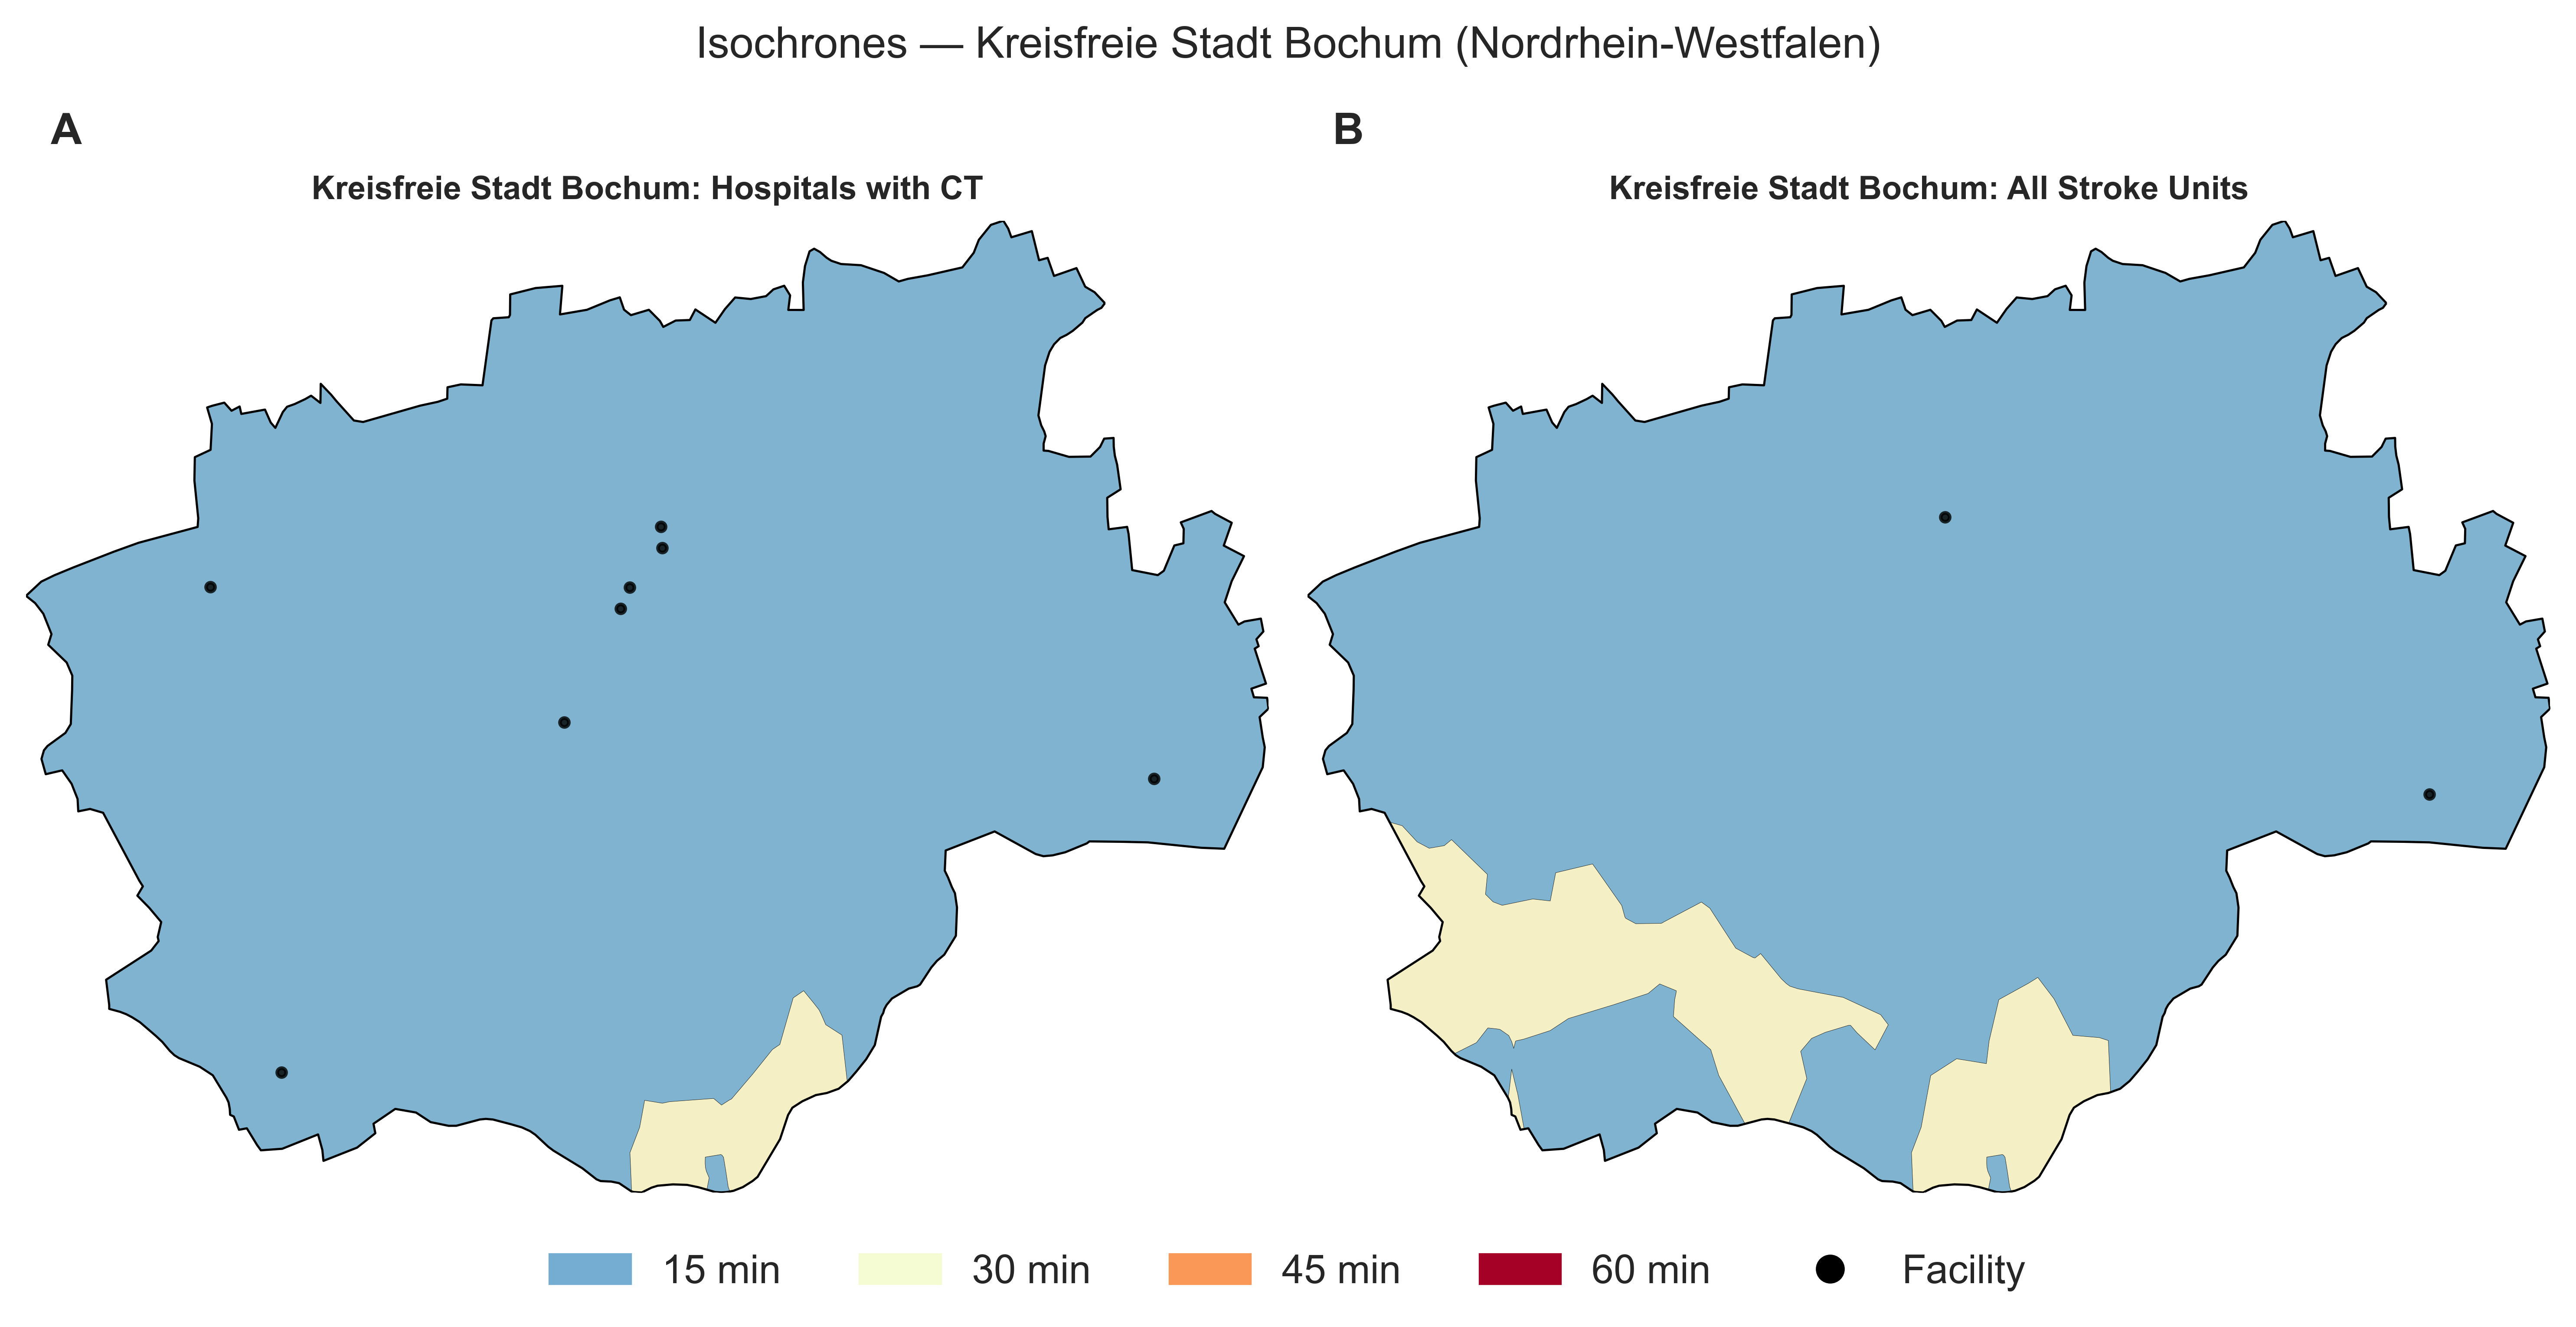 Isochrones — Kreisfreie Stadt Bochum (Nordrhein-Westfalen)
A
Kreisfreie Stadt Bochum: Hospitals with CT
B
Kreisfreie Stadt Bochum: All Stroke Units
15 min
30 min
45 min
60 min
Facility